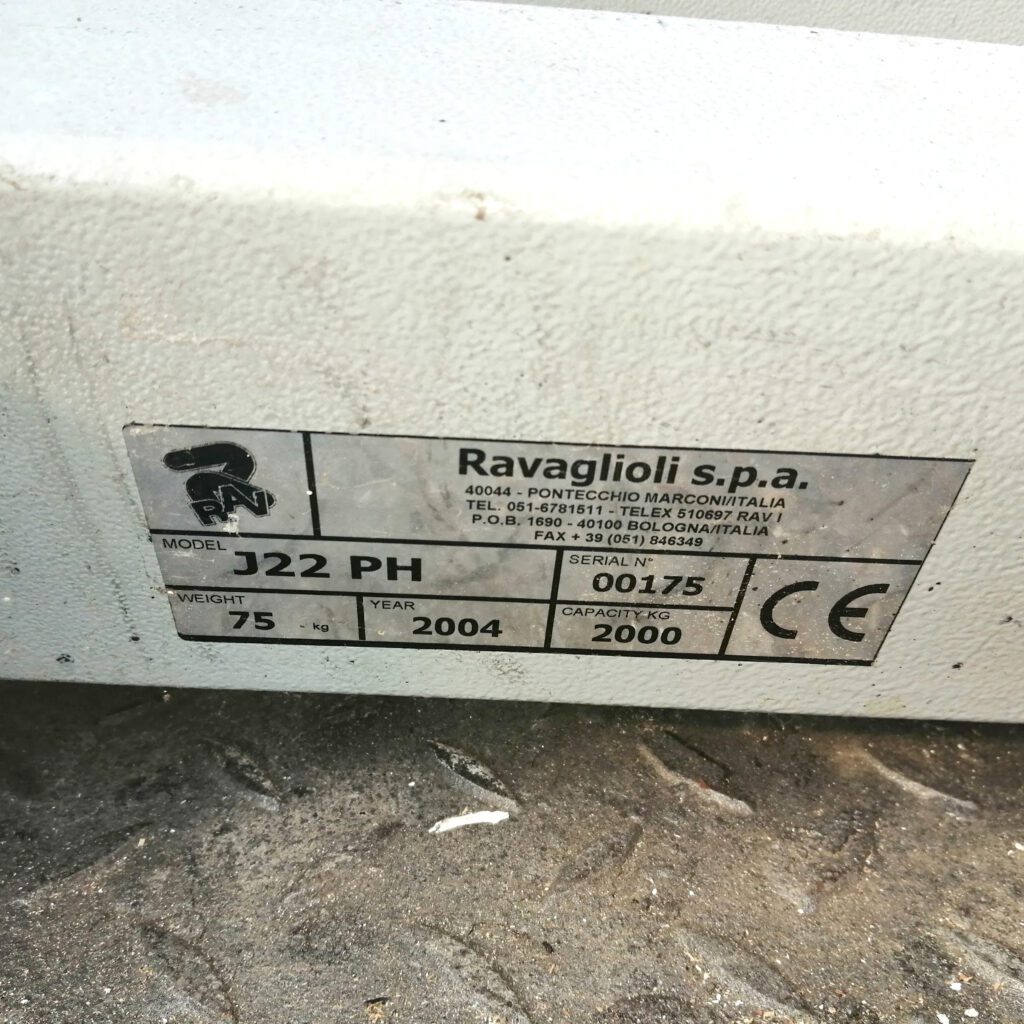 RAV
Ravaglioli s.p.a.
40044 - PONTECCHIO MARCONI/ITALIA
TEL. 051-6781511 - TELEX 510697 RAV I
P.O.B. 1690 - 40100 BOLOGNA/ITALIA
FAX + 39 (051) 846349
MODEL J22 PH
SERIAL N° 00175
WEIGHT 75 kg
YEAR 2004
CAPACITY KG 2000
CE